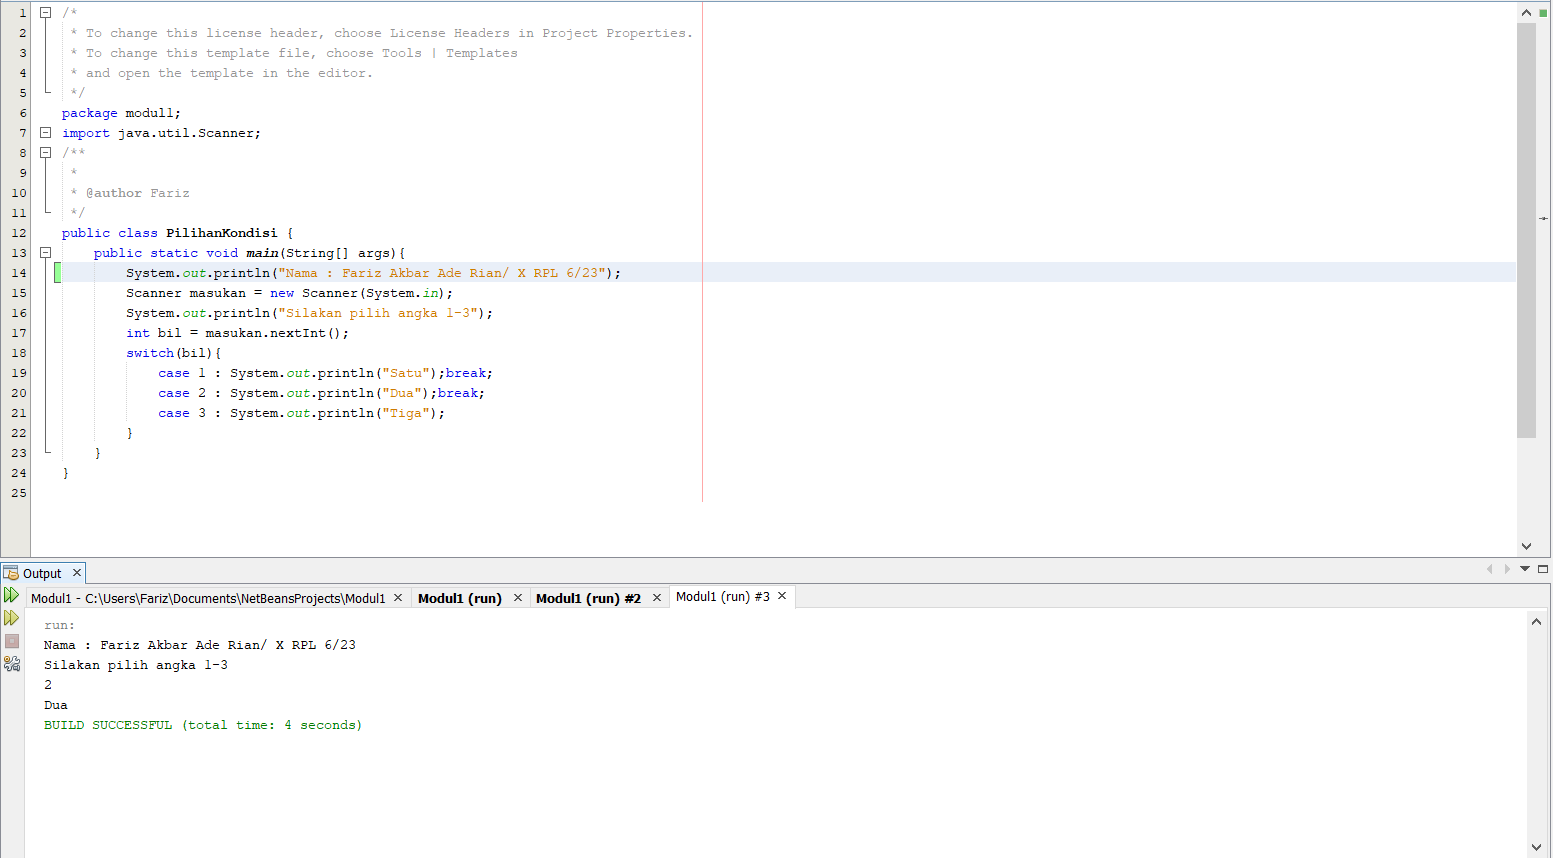 1 /*
2 * To change this license header, choose License Headers in Project Properties.
3 * To change this template file, choose Tools | Templates
4 * and open the template in the editor.
5 */
6 package modul1;
7 import java.util.Scanner;
8 /**
9 *
10 * @author Fariz
11 */
12 public class PilihanKondisi {
13 public static void main(String[] args){
14 System.out.println("Nama : Fariz Akbar Ade Rian/ X RPL 6/23");
15 Scanner masukan = new Scanner(System.in);
16 System.out.println("Silakan pilih angka 1-3");
17 int bil = masukan.nextInt();
18 switch(bil){
19 case 1 : System.out.println("Satu");break;
20 case 2 : System.out.println("Dua");break;
21 case 3 : System.out.println("Tiga");
22 }
23 }
24 }
25
Output
Modul1 - C:\Users\Fariz\Documents\NetBeansProjects\Modul1 Modul1 (run) Modul1 (run) #2 Modul1 (run) #3
run:
Nama : Fariz Akbar Ade Rian/ X RPL 6/23
Silakan pilih angka 1-3
2
Dua
BUILD SUCCESSFUL (total time: 4 seconds)